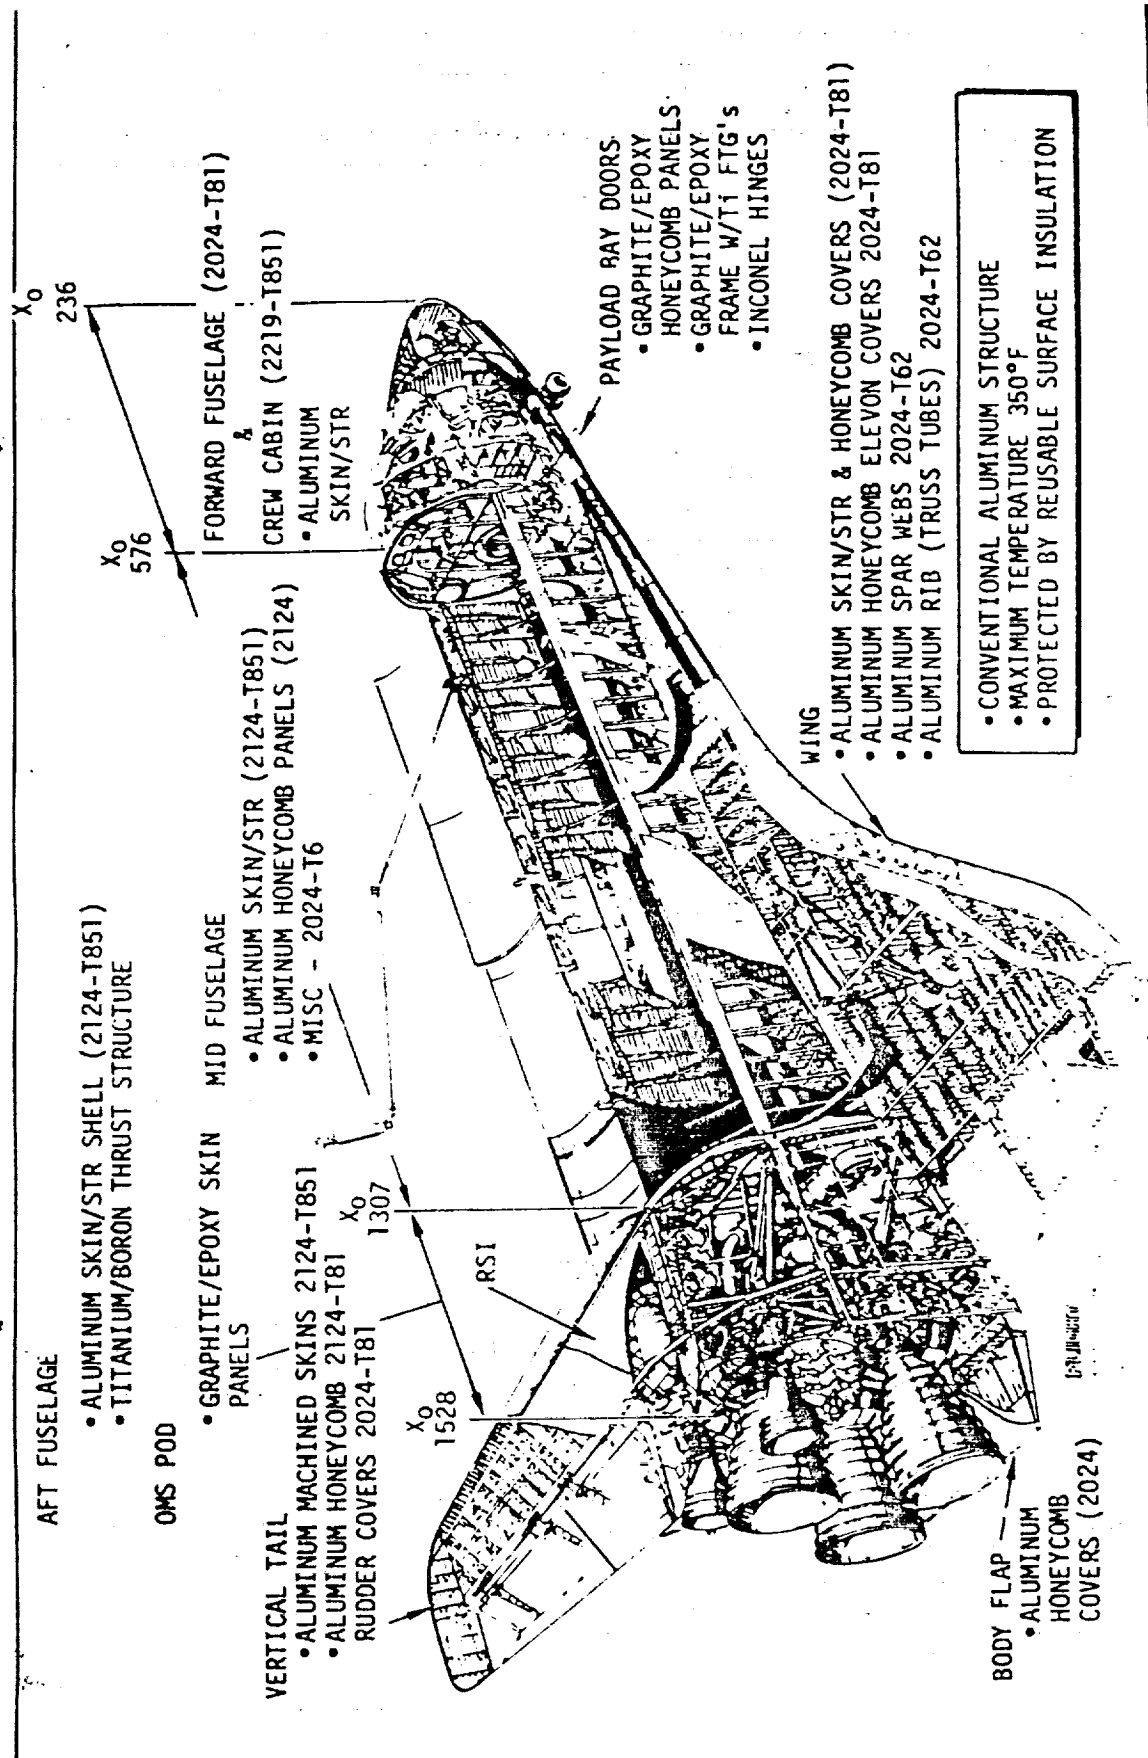 AFT FUSELAGE
• ALUMINUM SKIN/STR SHELL (2124-T851)
• TITANIUM/BORON THRUST STRUCTURE
OMS POD
• GRAPHITE/EPOXY SKIN
PANELS
MID FUSELAGE
• ALUMINUM SKIN/STR (2124-T851)
• ALUMINUM HONEYCOMB PANELS (2124)
• MISC - 2024-T6
X₀
576
X₀
236
FORWARD FUSELAGE (2024-T81)
&
CREW CABIN (2219-T851)
• ALUMINUM
SKIN/STR
VERTICAL TAIL
• ALUMINUM MACHINED SKINS 2124-T851
• ALUMINUM HONEYCOMB 2124-T81
RUDDER COVERS 2024-T81
X₀
1307
X₀
1528
RSI
PAYLOAD BAY DOORS
• GRAPHITE/EPOXY
HONEYCOMB PANELS
• GRAPHITE/EPOXY
FRAME W/Ti FTG's
• INCONEL HINGES
WING
• ALUMINUM SKIN/STR & HONEYCOMB COVERS (2024-T81)
• ALUMINUM HONEYCOMB ELEVON COVERS 2024-T81
• ALUMINUM SPAR WEBS 2024-T62
• ALUMINUM RIB (TRUSS TUBES) 2024-T62
BODY FLAP
• ALUMINUM
HONEYCOMB
COVERS (2024)
• CONVENTIONAL ALUMINUM STRUCTURE
• MAXIMUM TEMPERATURE 350°F
• PROTECTED BY REUSABLE SURFACE INSULATION